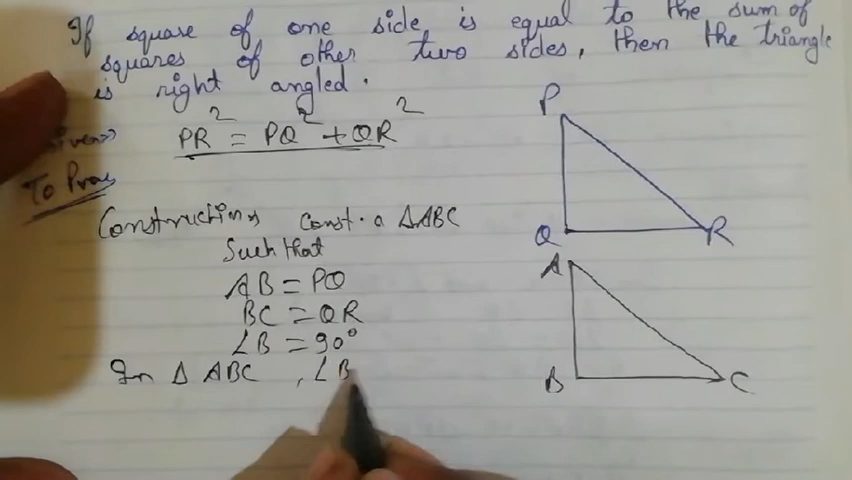 If square of one side is equal to the sum of
squares of other two sides, then the triangle
is right angled.
PR² = PQ² + QR²
To Prove
Construction const. a ΔABC
Such that
AB = PQ
BC = QR
∠B = 90°
In Δ ABC , ∠B
P
Q
R
A
B
C